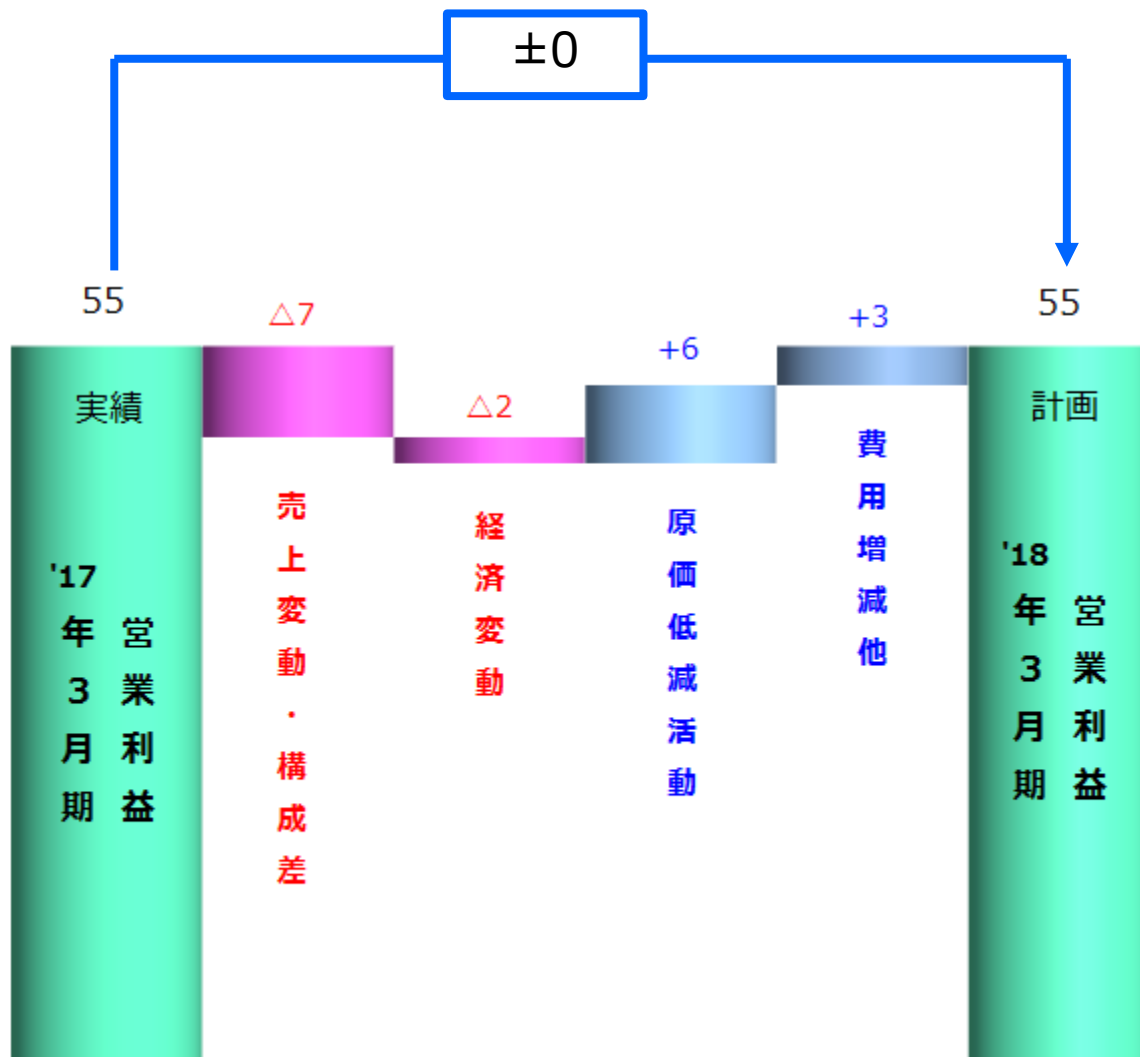 ±0
55
実績
'17年3月期
営業利益
△7
売上変動・構成差
△2
経済変動
+6
原価低減活動
+3
費用増減他
55
計画
'18年3月期
営業利益